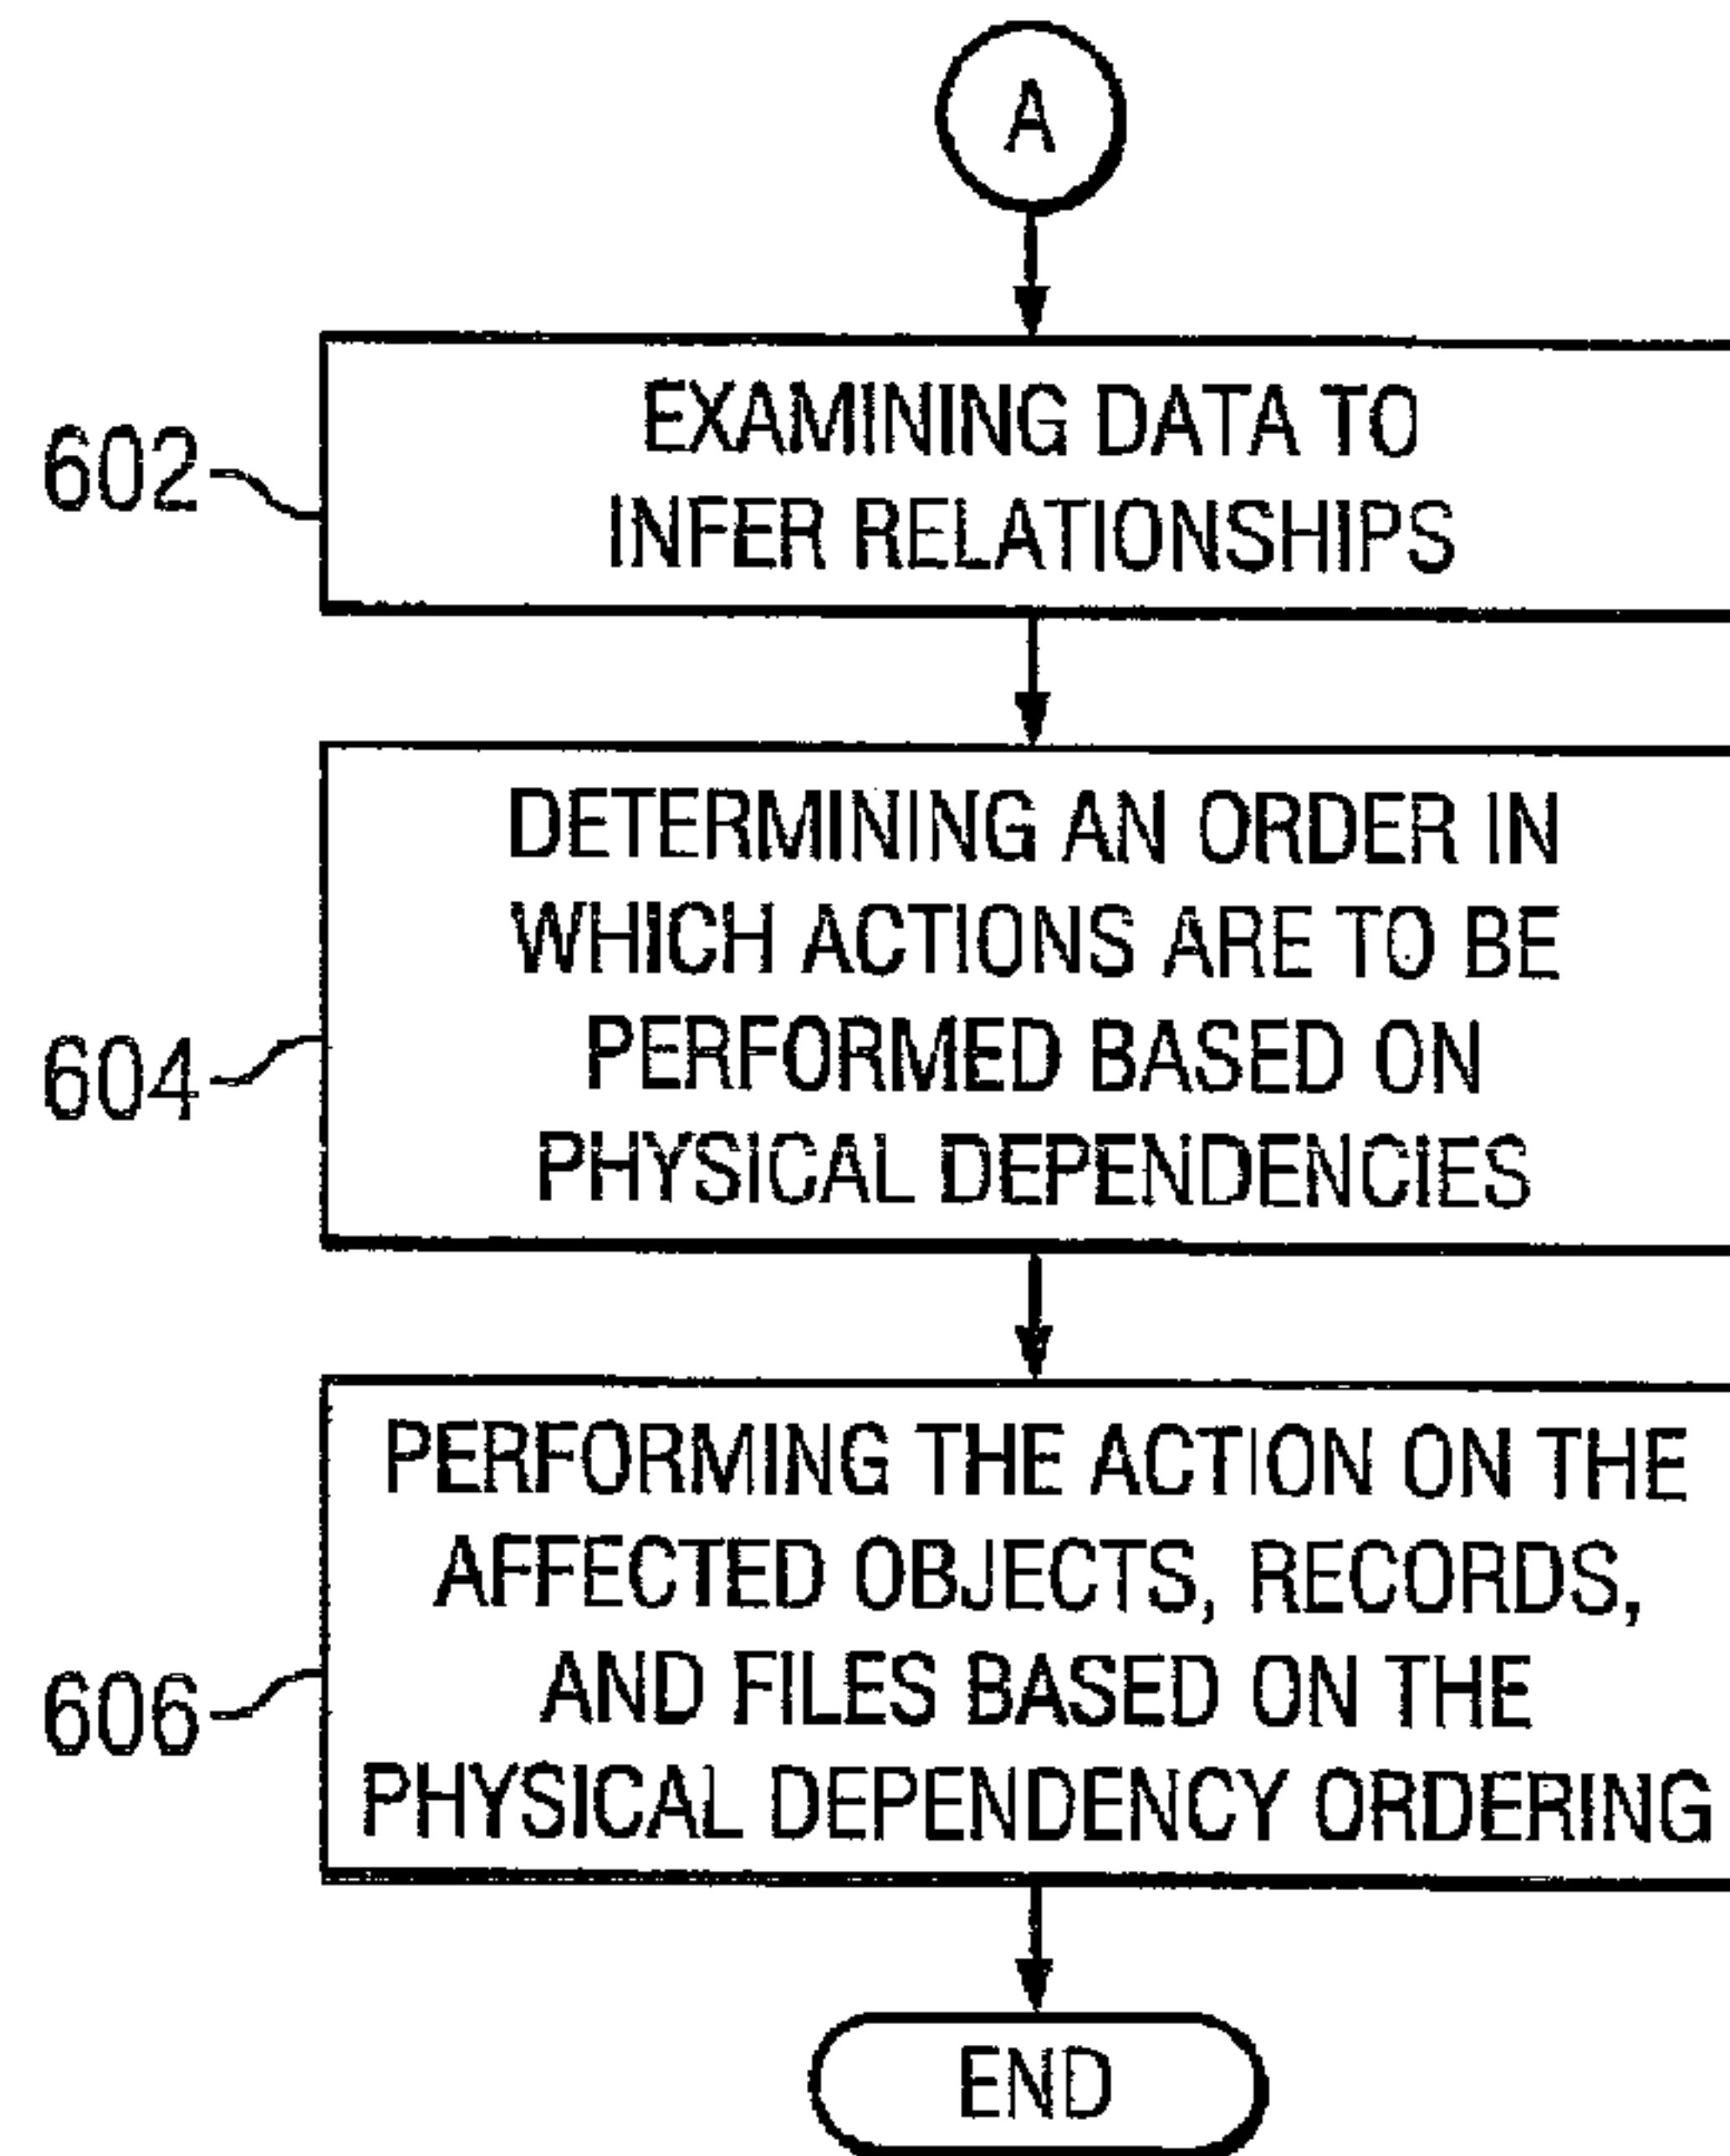 A
EXAMINING DATA TO
602
INFER RELATIONSHIPS
DETERMINING AN ORDER IN
WHICH ACTIONS ARE TO BE
604
PERFORMED BASED ON
PHYSICAL DEPENDENCIES
PERFORMING THE ACTION ON THE
AFFECTED OBJECTS, RECORDS,
606
AND FILES BASED ON THE
PHYSICAL DEPENDENCY ORDERING
END